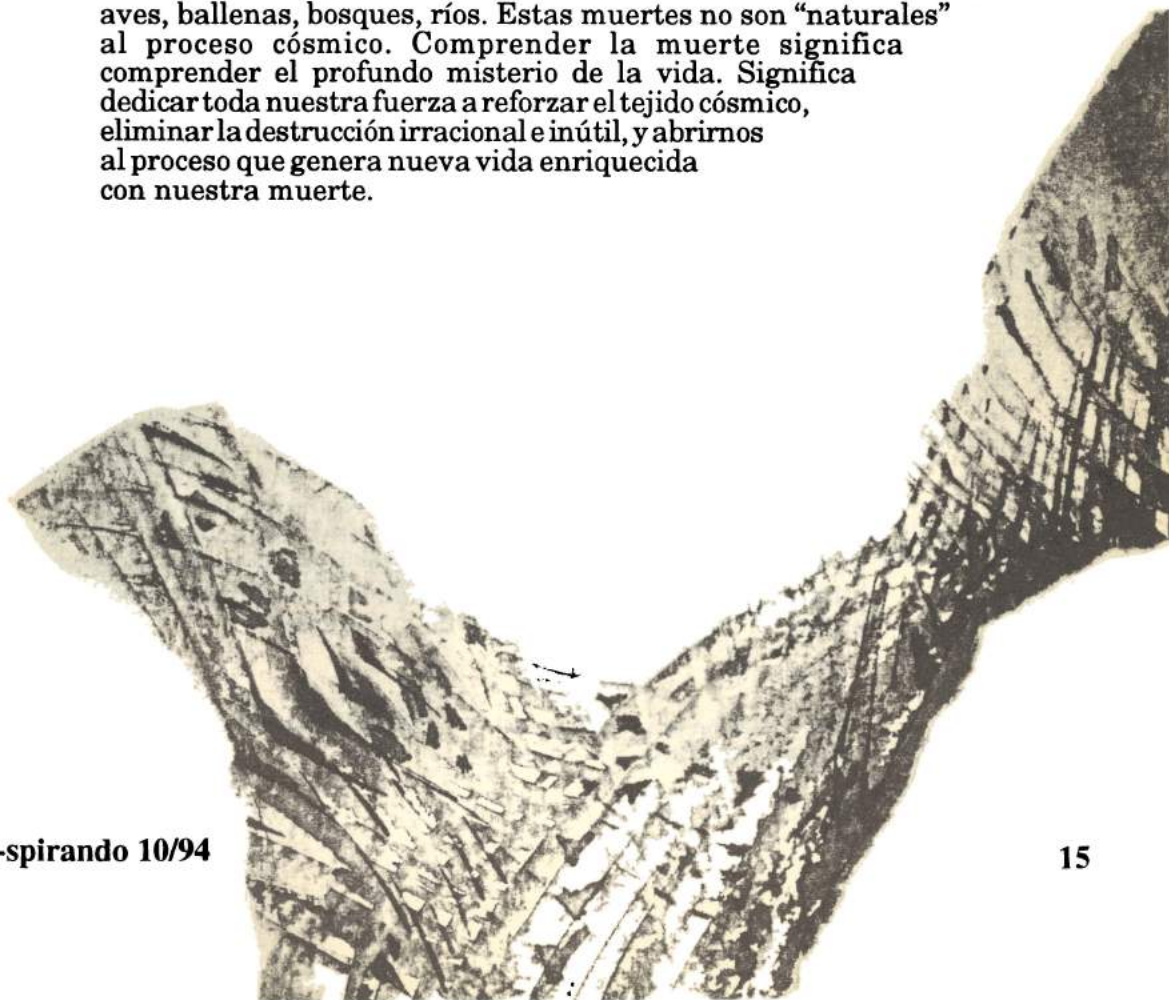 aves, ballenas, bosques, ríos. Estas muertes no son “naturales”
al proceso cósmico. Comprender la muerte significa
comprender el profundo misterio de la vida. Significa
dedicar toda nuestra fuerza a reforzar el tejido cósmico,
eliminar la destrucción irracional e inútil, y abrirnos
al proceso que genera nueva vida enriquecida
con nuestra muerte.
-spirando 10/94
15